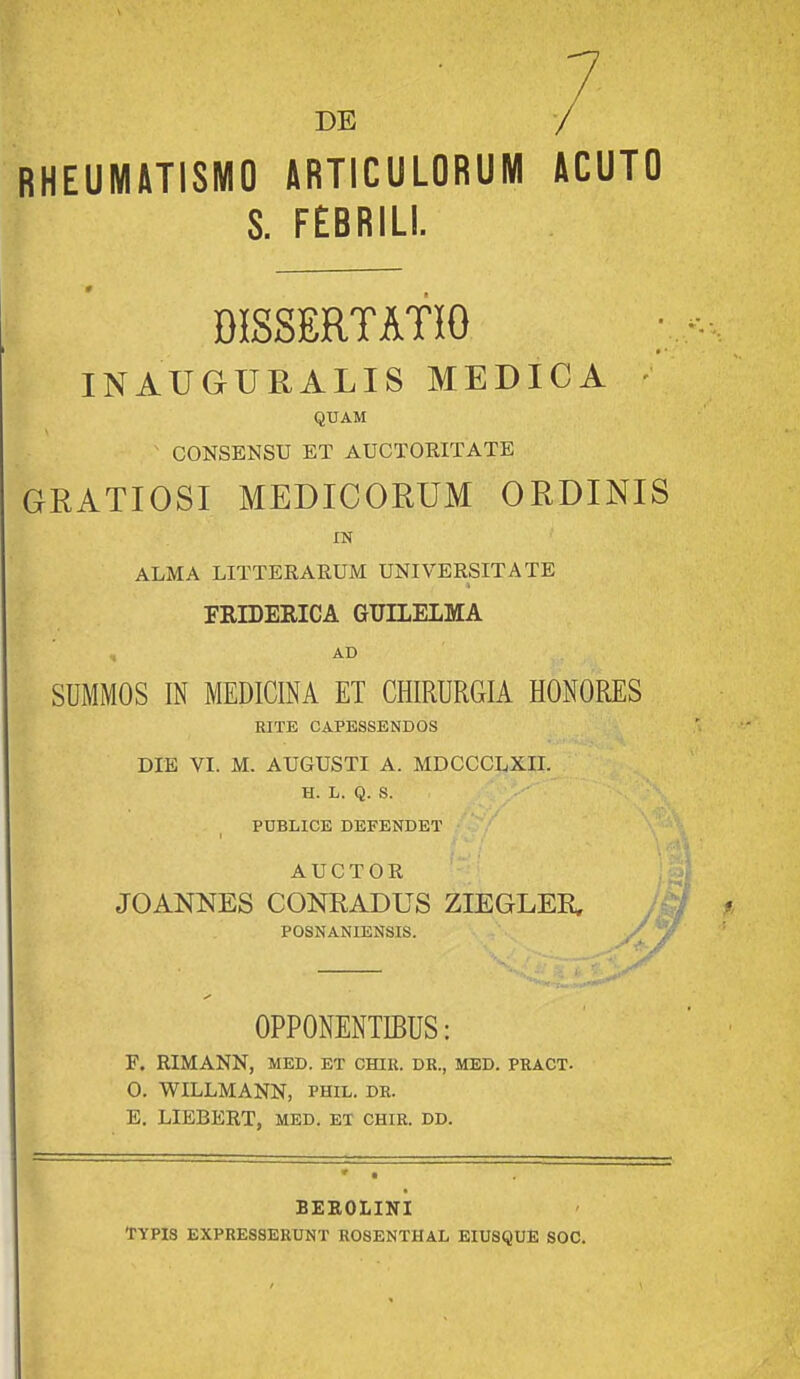 7
DE
RHEUMATISMO ARTICULORUM ACUTO
S. FEBRILI.
DISSERTATIO
INAUGURALIS MEDICA
QUAM
CONSENSU ET AUCTORITATE
GRATIOSI MEDICORUM ORDINIS
IN
ALMA LITTERARUM UNIVERSITATE
FRIDERICA GUILELMA
AD
SUMMOS IN MEDICINA ET CHIRURGIA HONORES
RITE CAPESSENDOS
DIE VI. M. AUGUSTI A. MDCCCLXII.
H. L. Q. S.
PUBLICE DEFENDET
AUCTOR
JOANNES CONRADUS ZIEGLER,
POSNANIENSIS.
OPPONENTIBUS:
F. RIMANN, MED. ET CHIR. DR., MED. PRACT.
O. WILLMANN, PHIL. DR.
E. LIEBERT, MED. ET CHIR. DD.
BEROLINI
TYPIS EXPRESSERUNT ROSENTHAL EIUSQUE SOC.